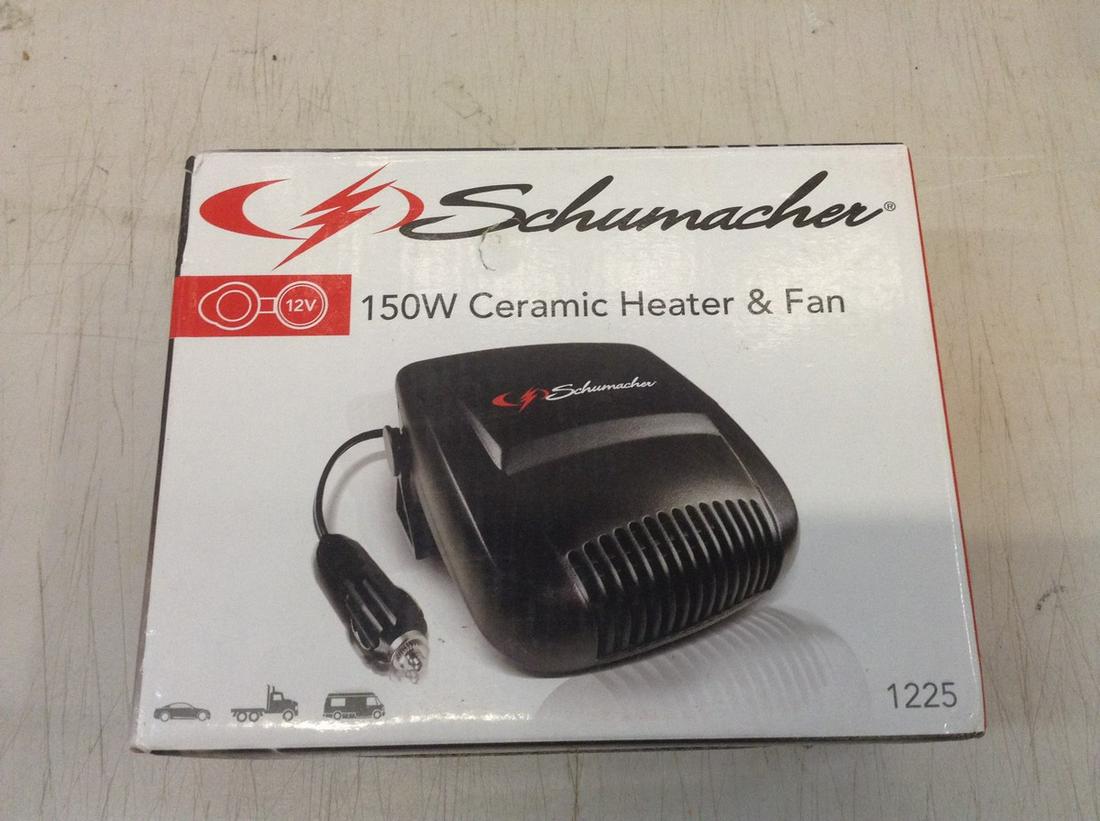 Schumacher®
12V
150W Ceramic Heater & Fan
Schumacher
1225